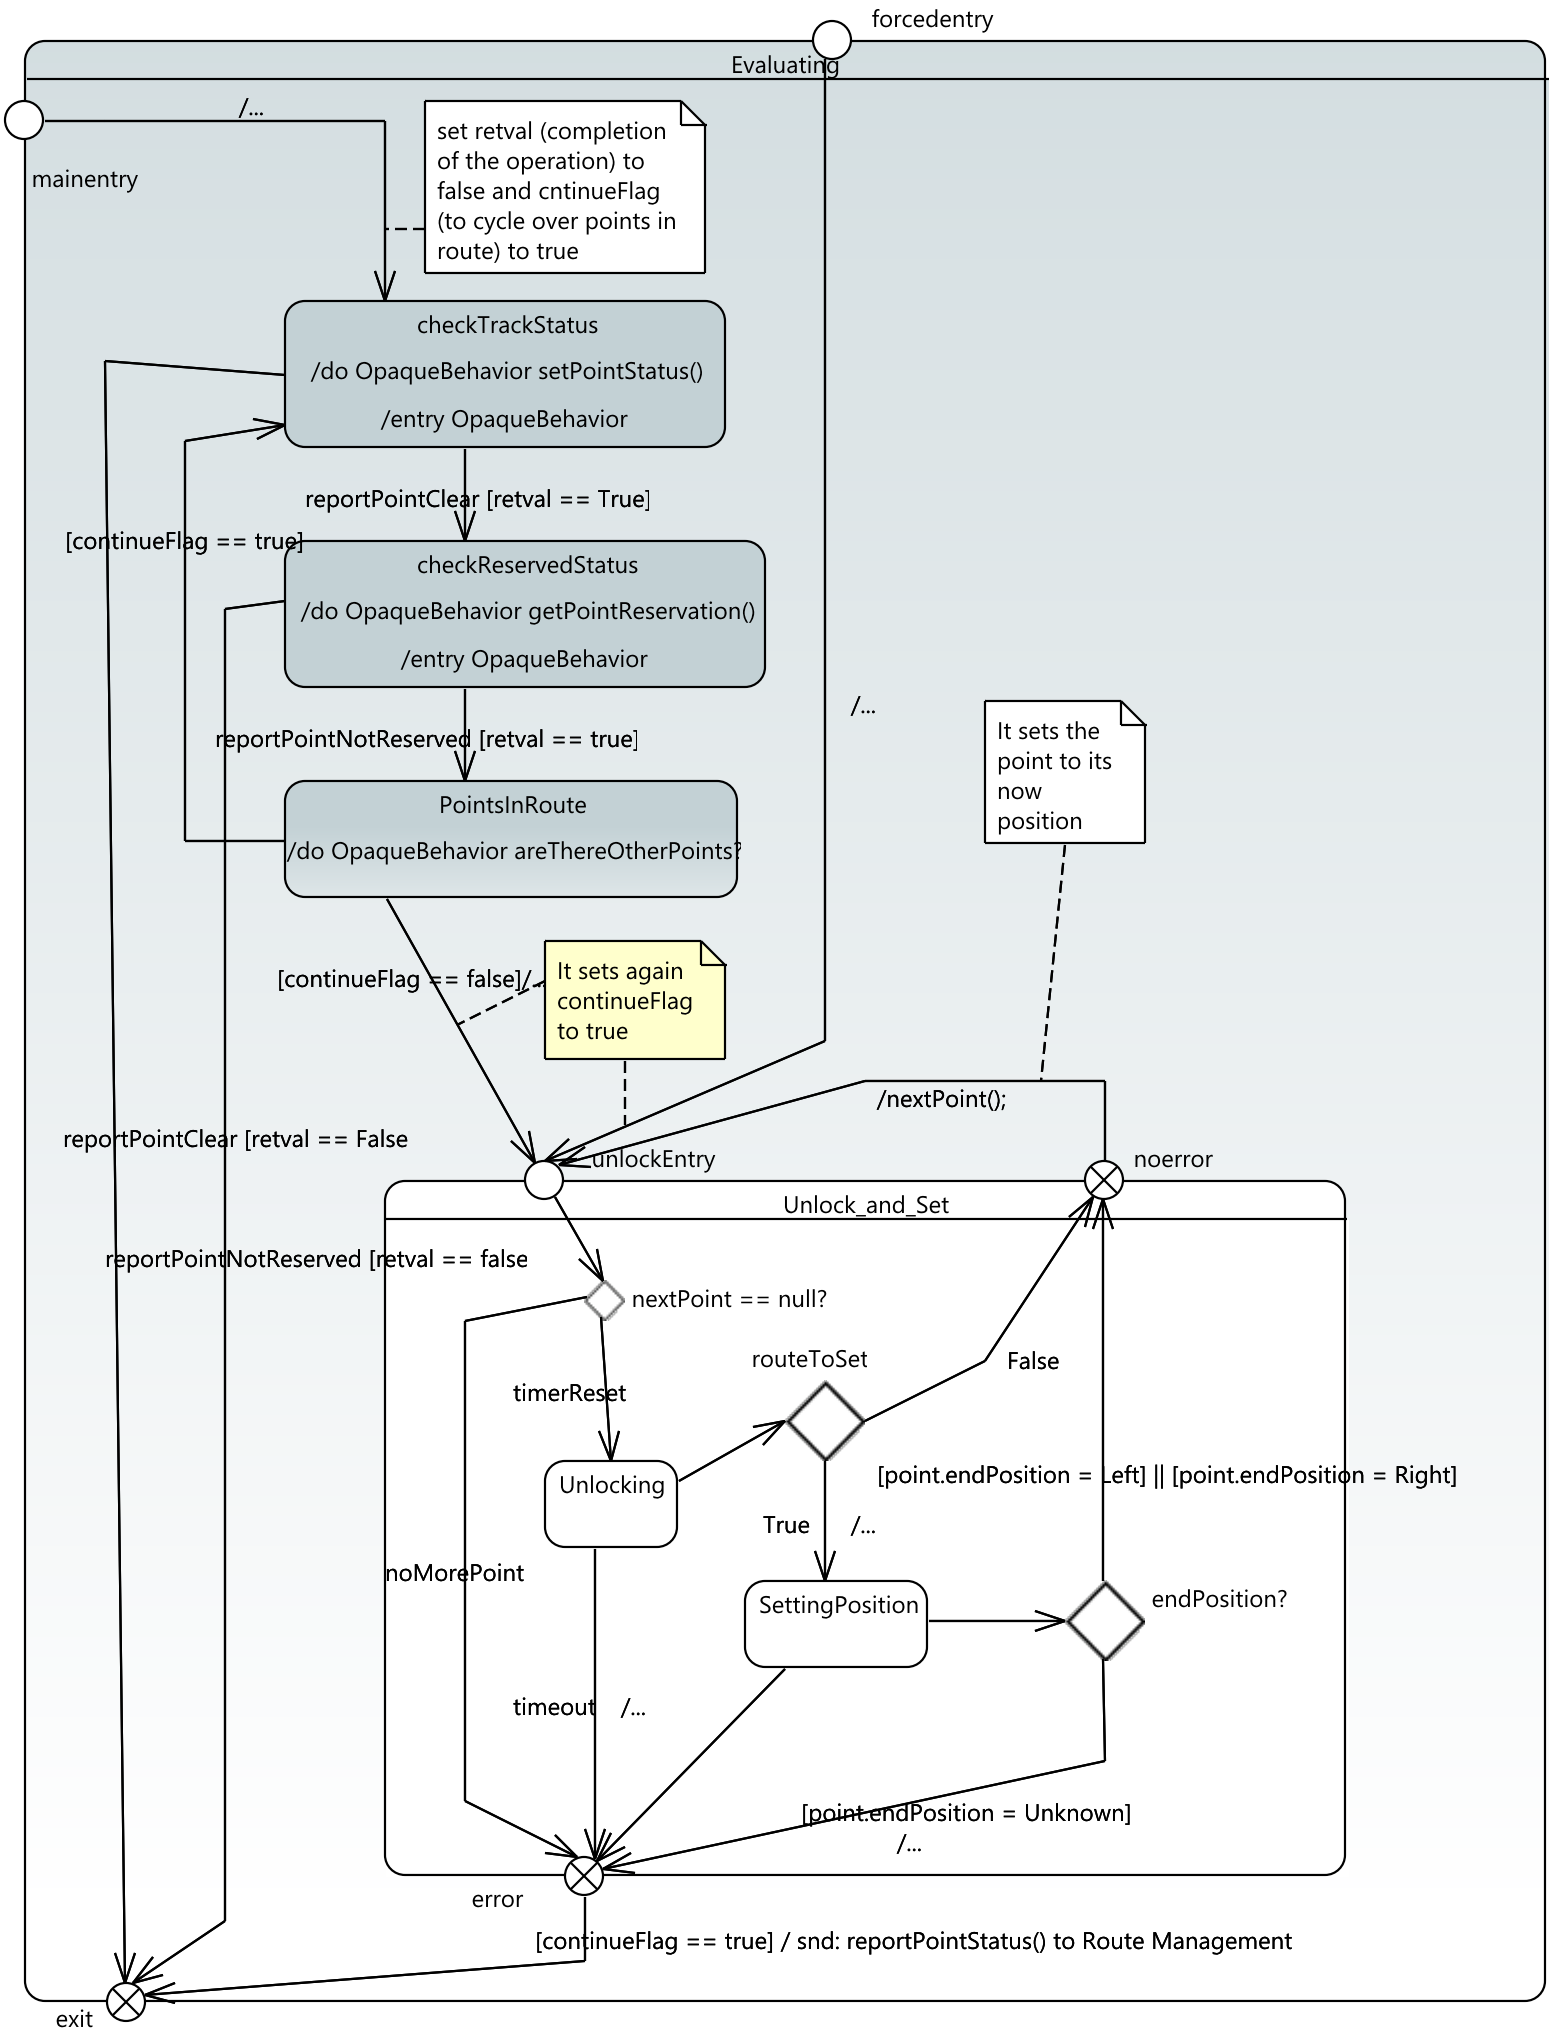 forcedentry
Evaluating
/...
mainentry
set retval (completion
of the operation) to
false and cntinueFlag
(to cycle over points in
route) to true
checkTrackStatus
/do OpaqueBehavior setPointStatus()
/entry OpaqueBehavior
reportPointClear [retval == True]
[continueFlag == true]
checkReservedStatus
/do OpaqueBehavior getPointReservation()
/entry OpaqueBehavior
/...
It sets the
point to its
now
position
reportPointNotReserved [retval == true]
PointsInRoute
/do OpaqueBehavior areThereOtherPoints?
[continueFlag == false]/...
It sets again
continueFlag
to true
/nextPoint();
reportPointClear [retval == False
unlockEntry
noerror
Unlock_and_Set
reportPointNotReserved [retval == false
nextPoint == null?
routeToSet
False
timerReset
Unlocking
[point.endPosition = Left] || [point.endPosition = Right]
True
/...
noMorePoint
SettingPosition
endPosition?
timeout
/...
[point.endPosition = Unknown]
/...
error
[continueFlag == true] / snd: reportPointStatus() to Route Management
exit